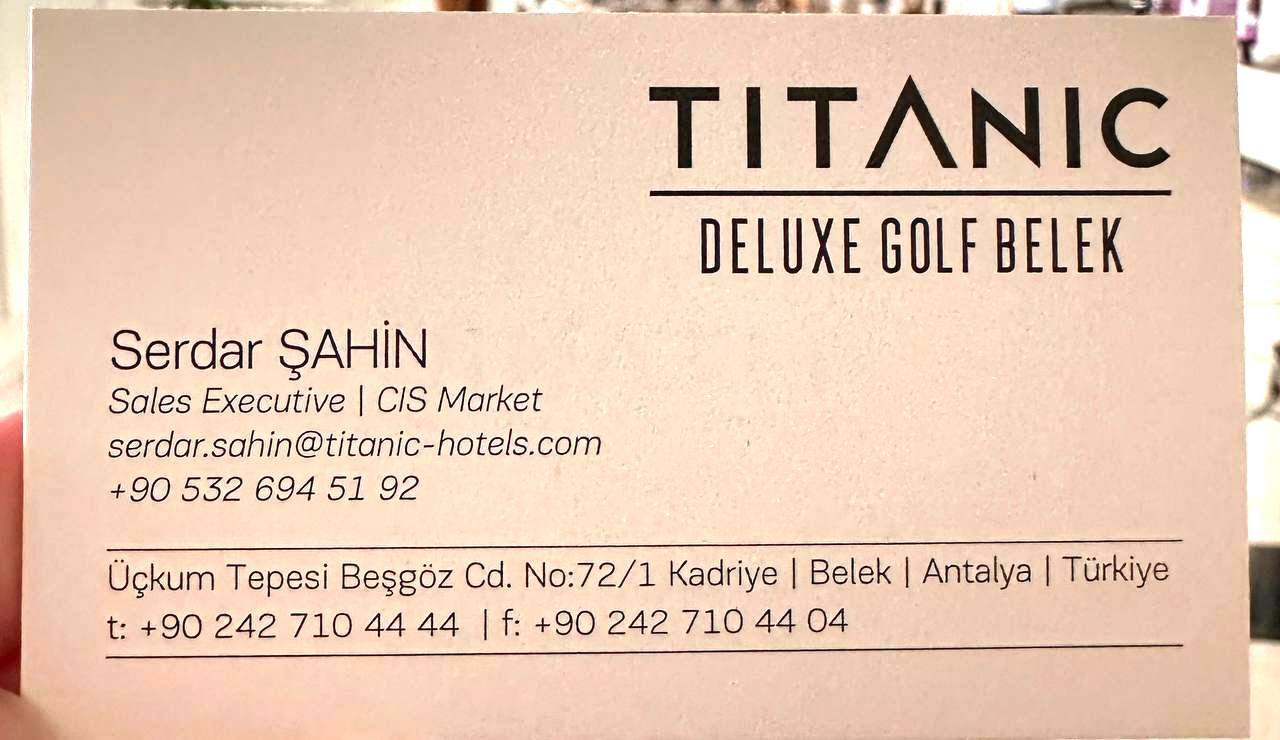 TITANIC
DELUXE GOLF BELEK
Serdar ŞAHİN
Sales Executive | CIS Market
serdar.sahin@titanic-hotels.com
+90 532 694 51 92
Üçkum Tepesi Beşgöz Cd. No:72/1 Kadriye | Belek | Antalya | Türkiye
t: +90 242 710 44 44 | f: +90 242 710 44 04